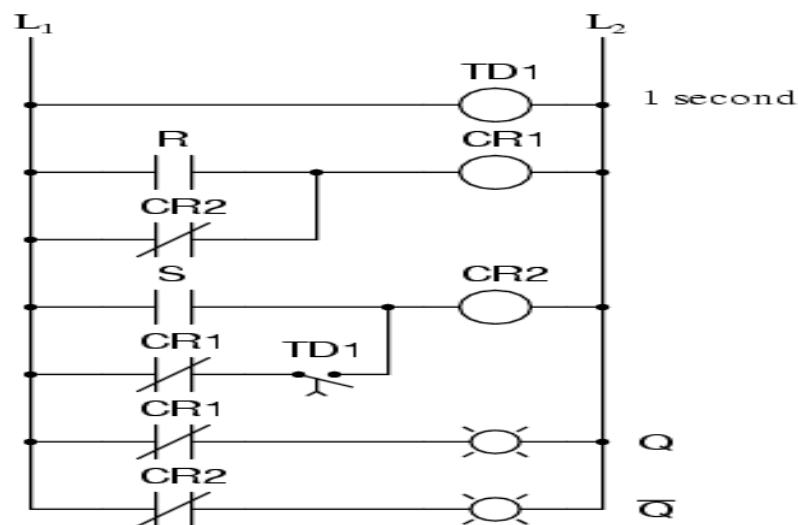 L1 L2
TD1
1 second
R CR1
CR2
S CR2
CR1 TD1
CR1
Q
CR2
Q̅